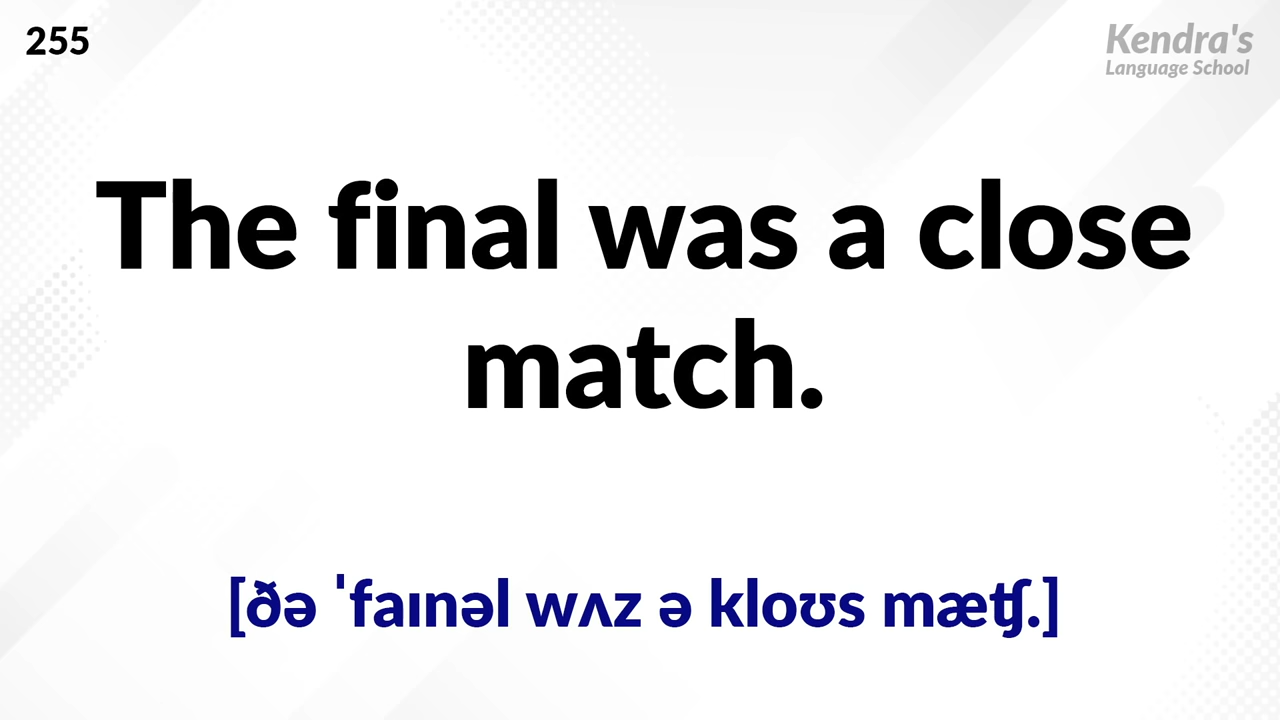 255
Kendra's
Language School
The final was a close
match.
[ðə ˈfaɪnəl wʌz ə kloʊs mæʧ.]